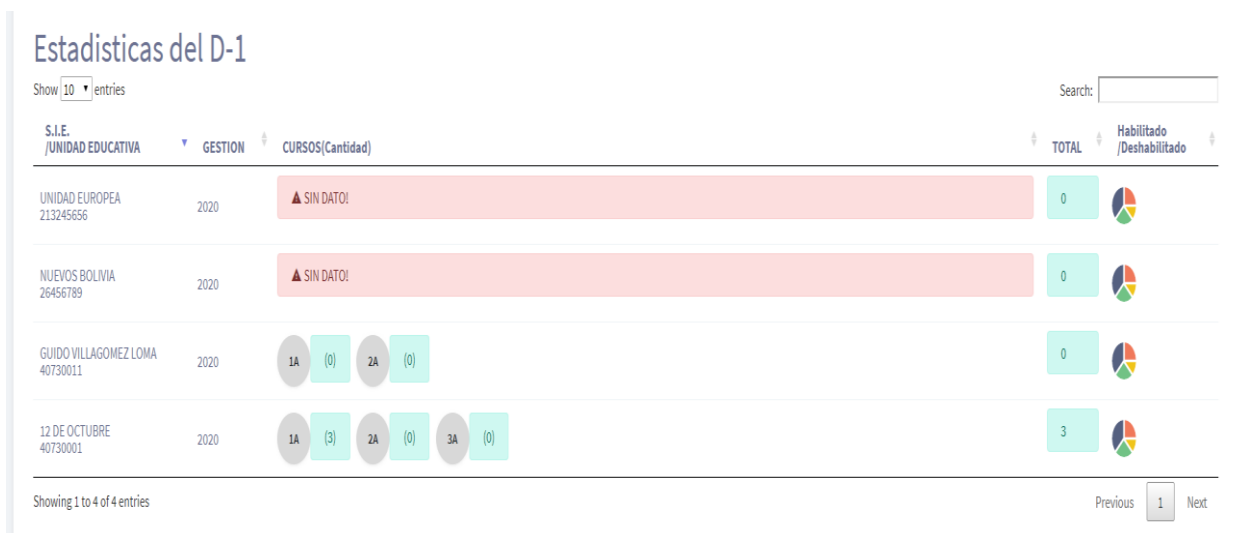 Estadisticas del D-1
Show 10 entries
Search:
S.I.E.
/UNIDAD EDUCATIVA
GESTION
CURSOS(Cantidad)
TOTAL
Habilitado
/Deshabilitado
UNIDAD EUROPEA
213245656
2020
SIN DATO!
0
NUEVOS BOLIVIA
26456789
2020
SIN DATO!
0
GUIDO VILLAGOMEZ LOMA
40730011
2020
1A (0) 2A (0)
0
12 DE OCTUBRE
40730001
2020
1A (3) 2A (0) 3A (0)
3
Showing 1 to 4 of 4 entries
Previous 1 Next